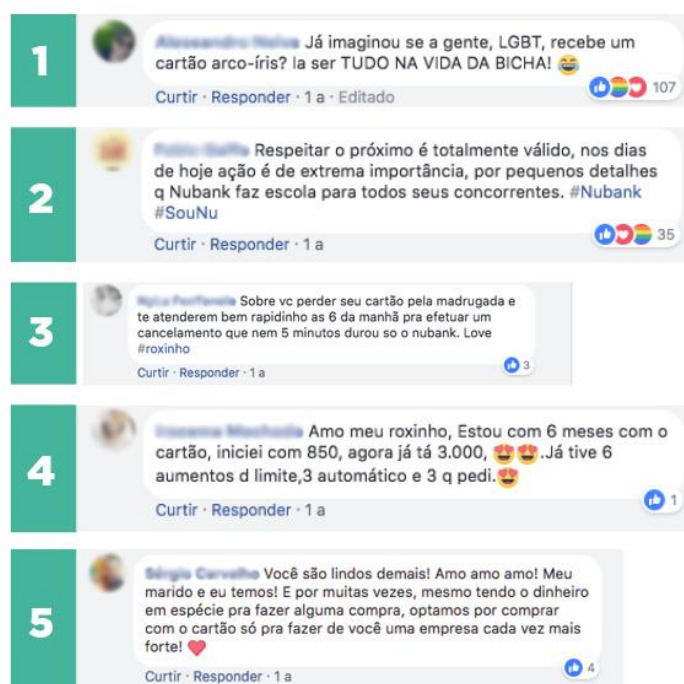 1
Já imaginou se a gente, LGBT, recebe um
cartão arco-íris? Ia ser TUDO NA VIDA DA BICHA! 😂
107
Curtir · Responder · 1 a · Editado
2
Respeitar o próximo é totalmente válido, nos dias
de hoje ação é de extrema importância, por pequenos detalhes
q Nubank faz escola para todos seus concorrentes. #Nubank
#SouNu
35
Curtir · Responder · 1 a
3
Sobre vc perder seu cartão pela madrugada e
te atenderem bem rapidinho as 6 da manhã pra efetuar um
cancelamento que nem 5 minutos durou so o nubank. Love
#roxinho
3
Curtir · Responder · 1 a
4
Amo meu roxinho, Estou com 6 meses com o
cartão, iniciei com 850, agora já tá 3.000, 😍😍.Já tive 6
aumentos d limite,3 automático e 3 q pedi.😍
1
Curtir · Responder · 1 a
5
Você são lindos demais! Amo amo amo! Meu
marido e eu temos! E por muitas vezes, mesmo tendo o dinheiro
em espécie pra fazer alguma compra, optamos por comprar
com o cartão só pra fazer de você uma empresa cada vez mais
forte! ❤️
4
Curtir · Responder · 1 a